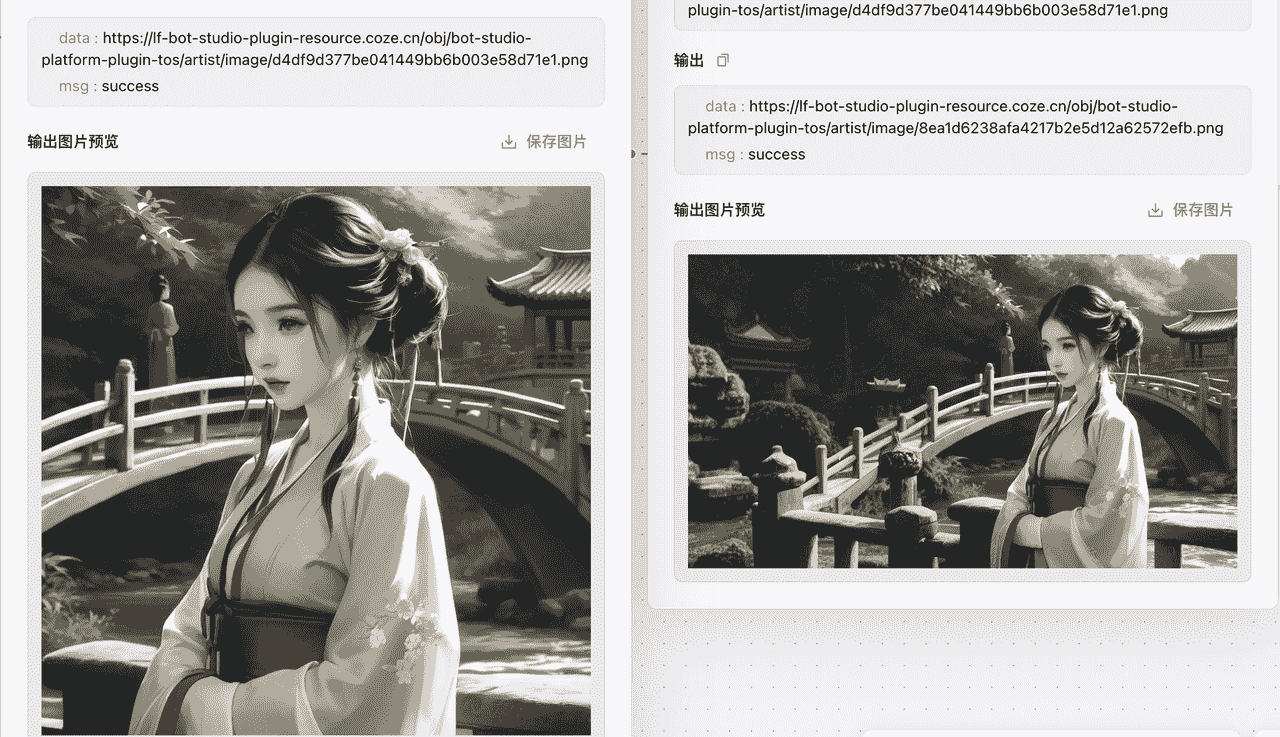 data : https://lf-bot-studio-plugin-resource.coze.cn/obj/bot-studio-
platform-plugin-tos/artist/image/d4df9d377be041449bb6b003e58d71e1.png
msg : success
输出图片预览
保存图片
plugin-tos/artist/image/d4df9d377be041449bb6b003e58d71e1.png
输出
data : https://lf-bot-studio-plugin-resource.coze.cn/obj/bot-studio-
platform-plugin-tos/artist/image/8ea1d6238afa4217b2e5d12a62572efb.png
msg : success
输出图片预览
保存图片